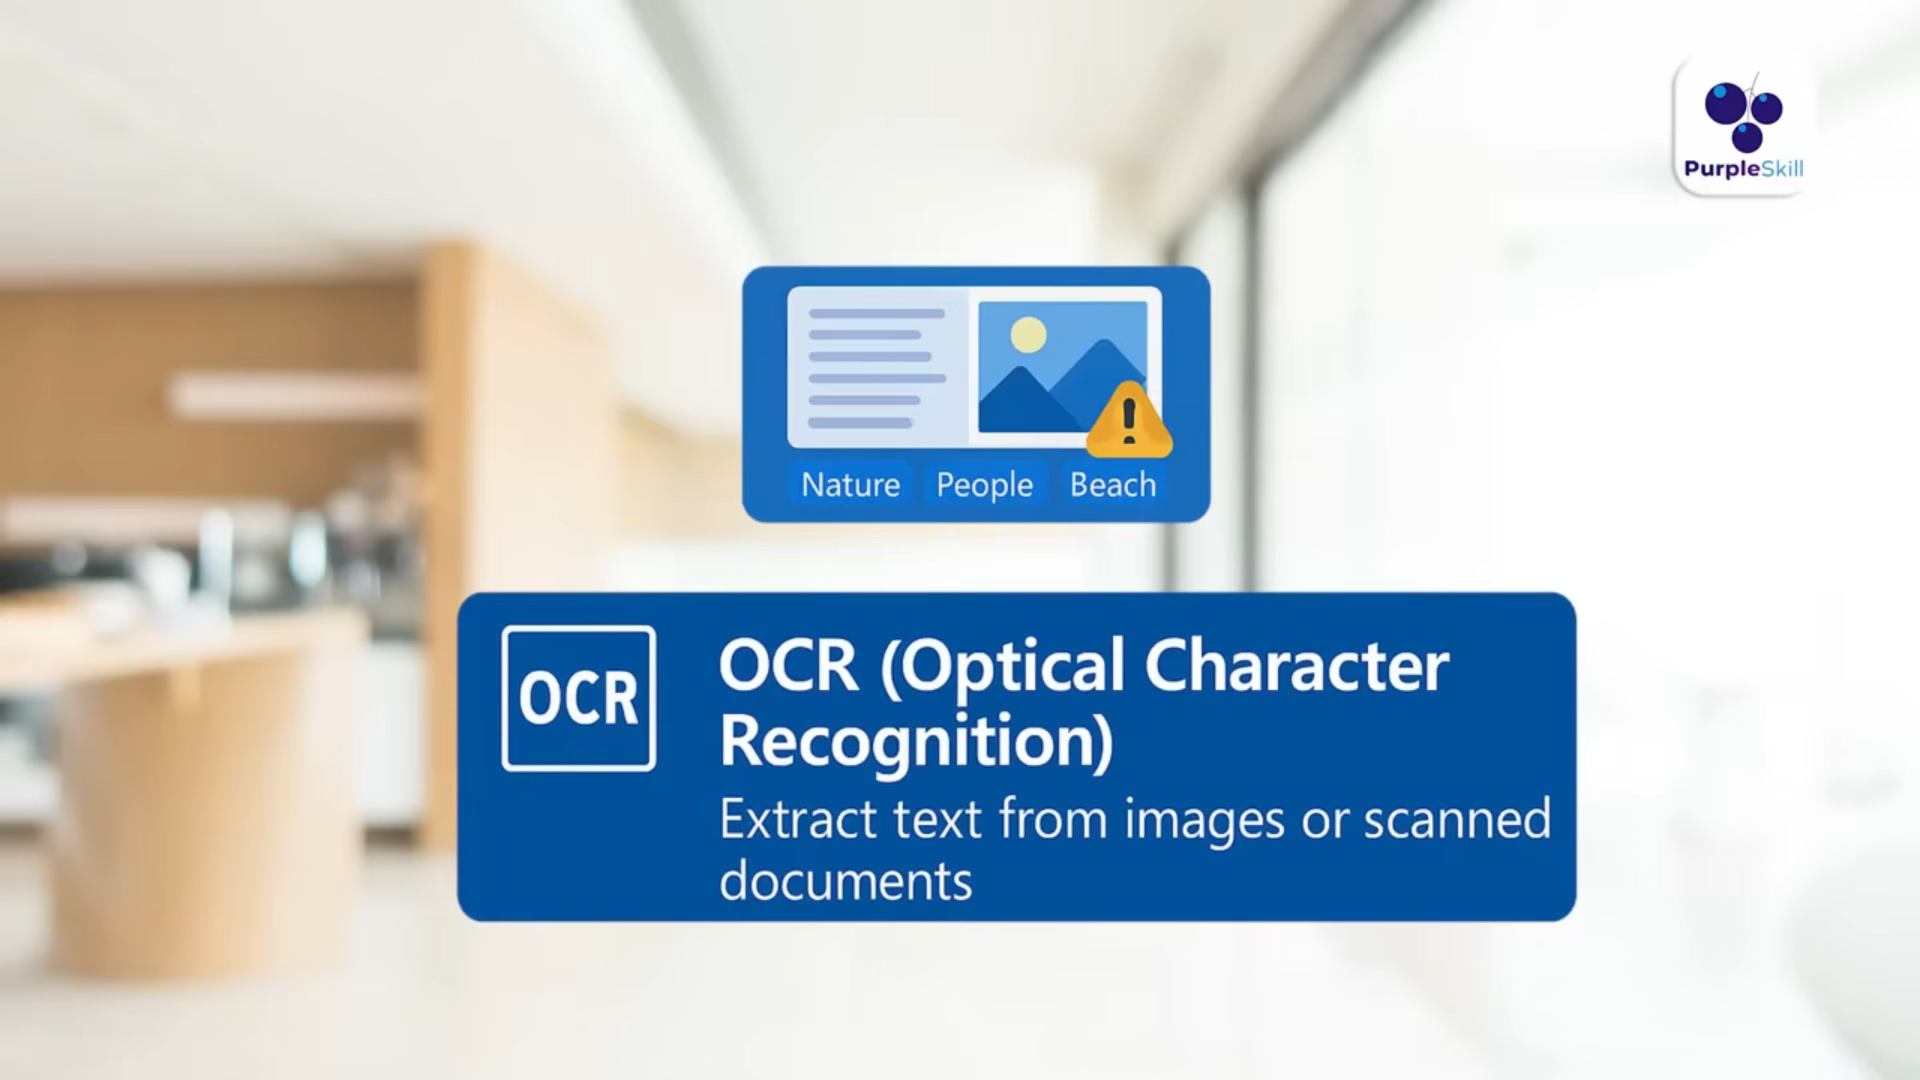 PurpleSkill
Nature People Beach
OCR
OCR (Optical Character
Recognition)
Extract text from images or scanned
documents